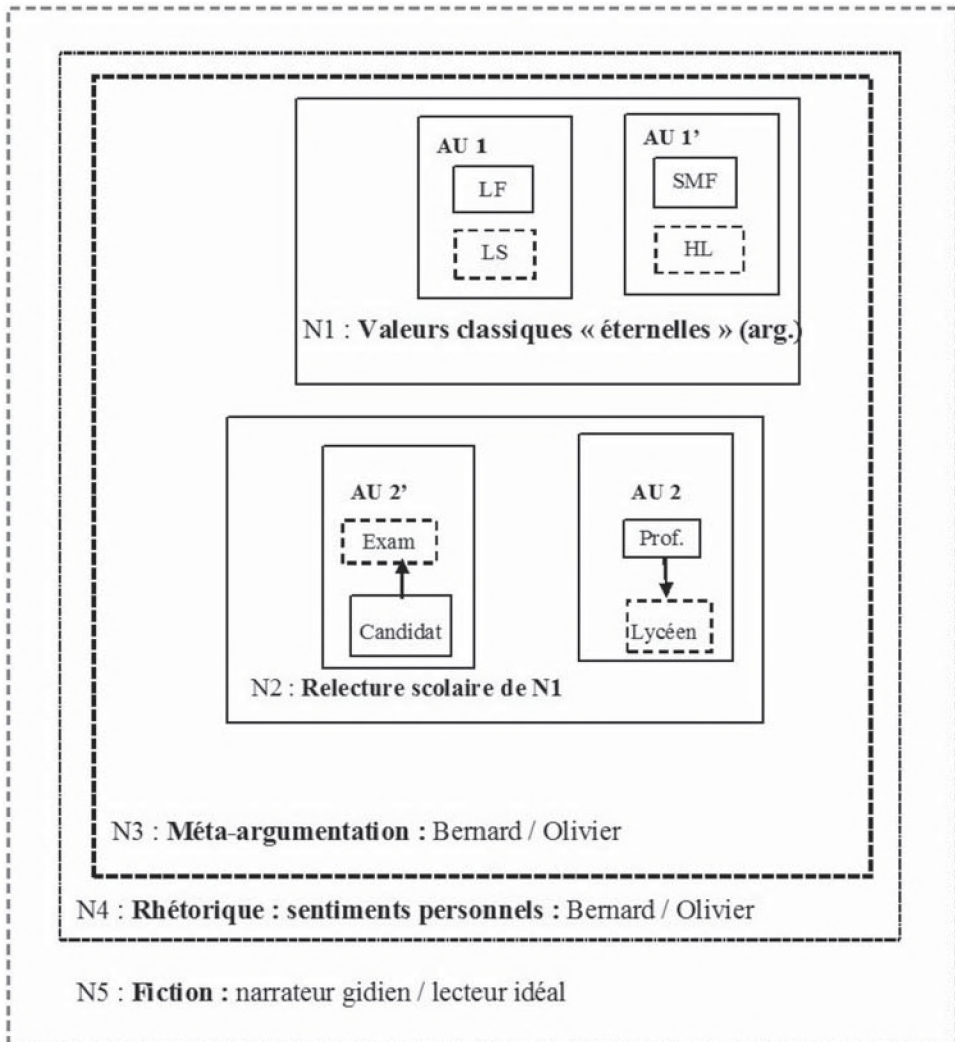 AU 1
LF
LS
AU 1’
SMF
HL
N1 : Valeurs classiques « éternelles » (arg.)
AU 2’
Exam
Candidat
AU 2
Prof.
Lycéen
N2 : Relecture scolaire de N1
N3 : Méta-argumentation : Bernard / Olivier
N4 : Rhétorique : sentiments personnels : Bernard / Olivier
N5 : Fiction : narrateur gidien / lecteur idéal